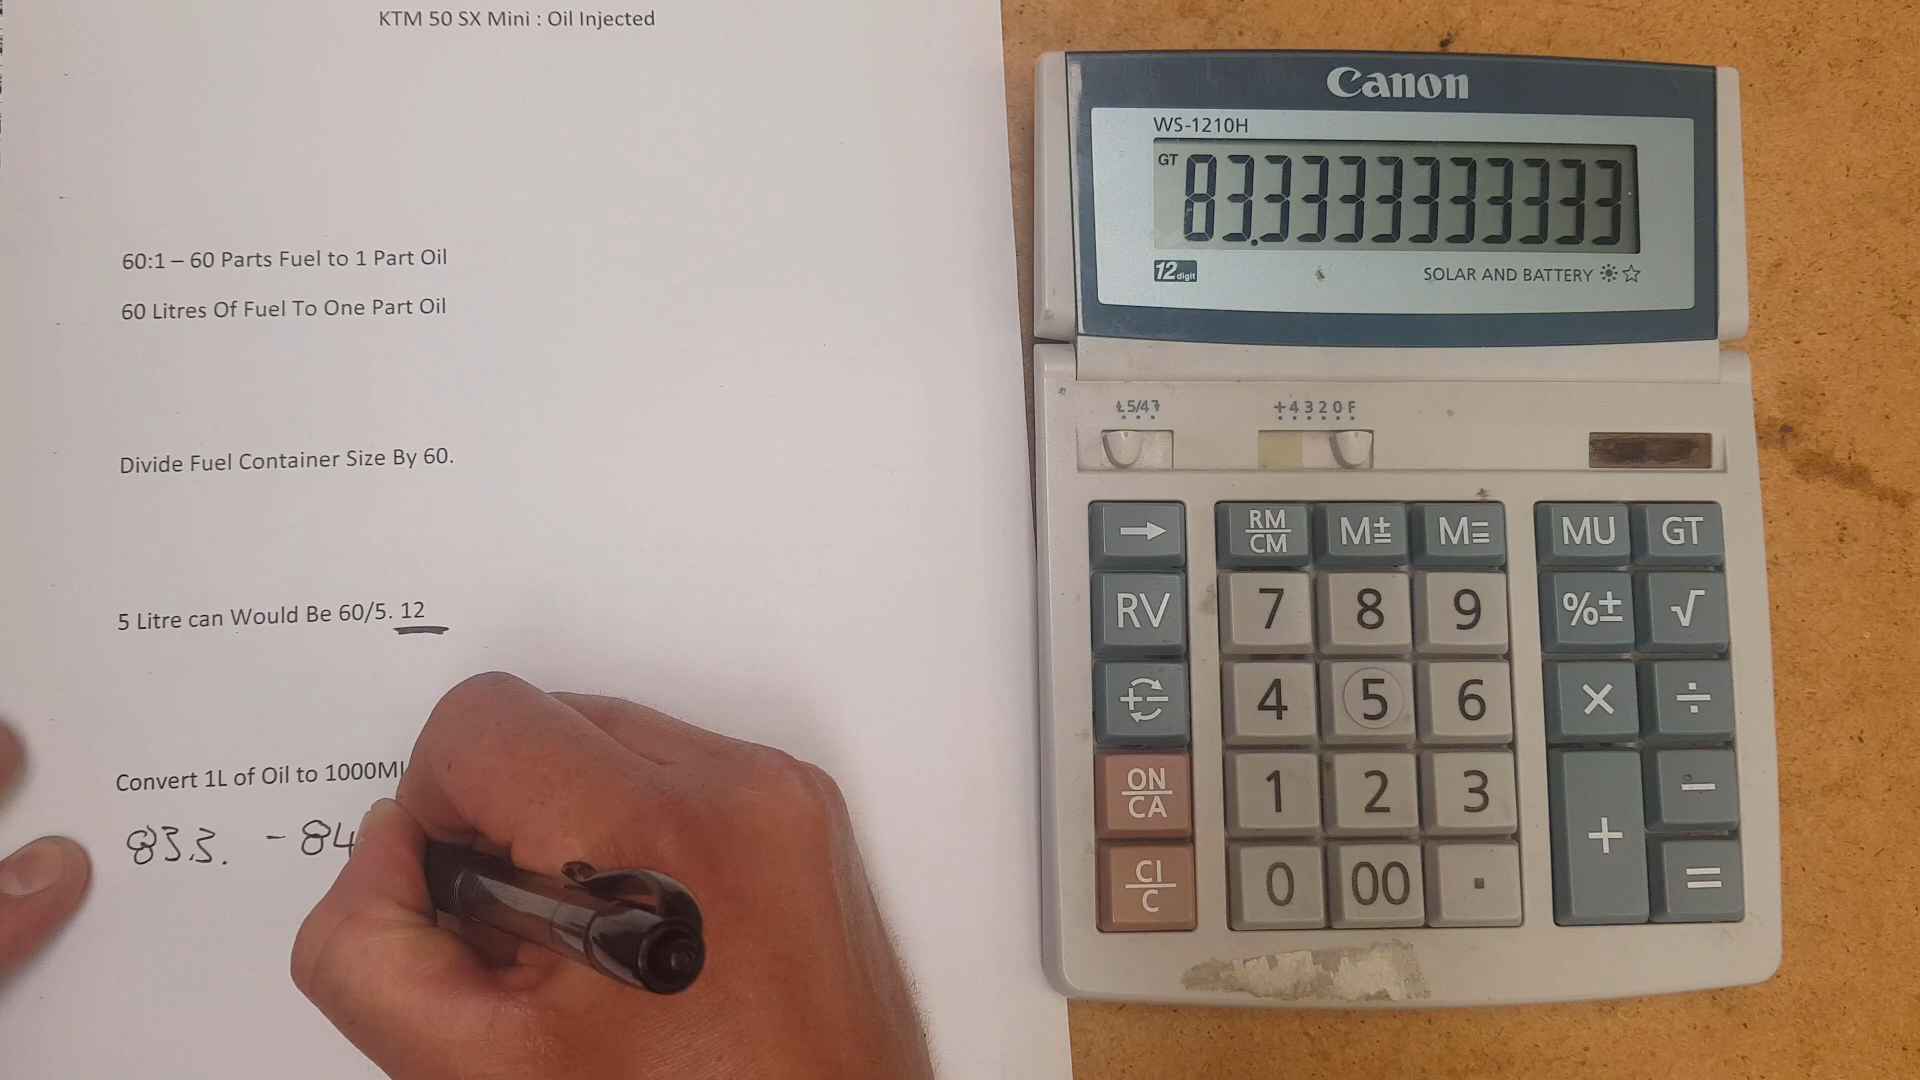 KTM 50 SX Mini : Oil Injected
60:1 – 60 Parts Fuel to 1 Part Oil
60 Litres Of Fuel To One Part Oil
Divide Fuel Container Size By 60.
5 Litre can Would Be 60/5. 12
Convert 1L of Oil to 1000Ml
83.3. - 84
Canon
WS-1210H
GT
83.3333333333
12 digit
SOLAR AND BATTERY
5/4
+4320F
→ RM/CM M± M= MU GT
RV 7 8 9 %± √
4 5 6 × ÷
ON/CA 1 2 3 + −
CI/C 0 00 . =